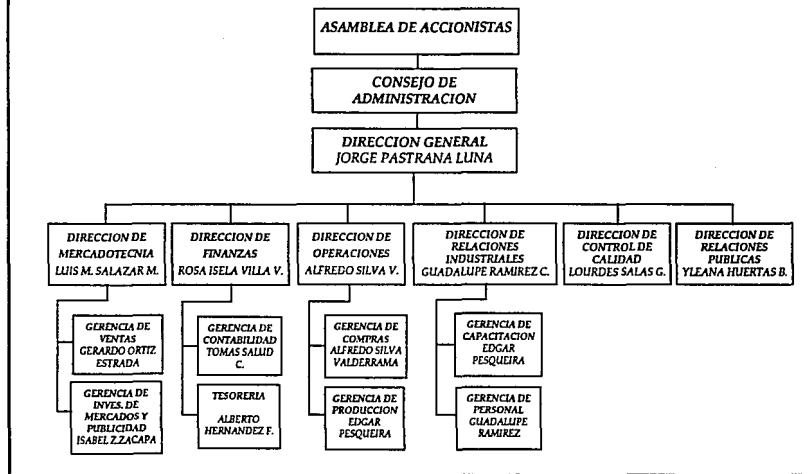 ASAMBLEA DE ACCIONISTAS
CONSEJO DE
ADMINISTRACION
DIRECCION GENERAL
JORGE PASTRANA LUNA
DIRECCION DE
MERCADOTECNIA
LUIS M. SALAZAR M.
DIRECCION DE
FINANZAS
ROSA ISELA VILLA V.
DIRECCION DE
OPERACIONES
ALFREDO SILVA V.
DIRECCION DE
RELACIONES
INDUSTRIALES
GUADALUPE RAMIREZ C.
DIRECCION DE
CONTROL DE
CALIDAD
LOURDES SALAS G.
DIRECCION DE
RELACIONES
PUBLICAS
YLEANA HUERTAS B.
GERENCIA DE
VENTAS
GERARDO ORTIZ
ESTRADA
GERENCIA DE
CONTABILIDAD
TOMAS SALUD
C.
GERENCIA DE
COMPRAS
ALFREDO SILVA
VALDERRAMA
GERENCIA DE
CAPACITACION
EDGAR
PESQUEIRA
GERENCIA DE
INVES. DE
MERCADOS Y
PUBLICIDAD
ISABEL Z.ZACAPA
TESORERIA
ALBERTO
HERNANDEZ F.
GERENCIA DE
PRODUCCION
EDGAR
PESQUEIRA
GERENCIA DE
PERSONAL
GUADALUPE
RAMIREZ